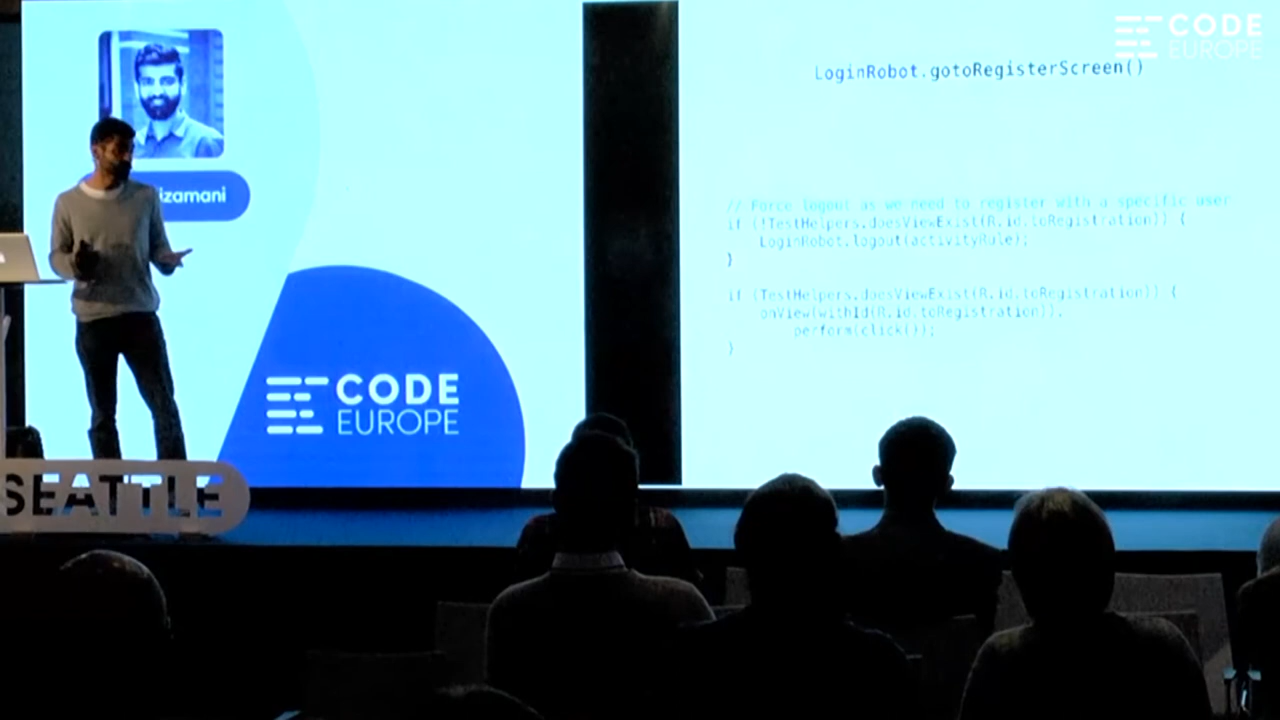 CODE
EUROPE
izamani
CODE
EUROPE
SEATTLE
LoginRobot.gotoRegisterScreen()
// Force logout as we need to register with a specific user
if (!TestHelpers.doesViewExist(R.id.toRegistration)) {
LoginRobot.logout(activityRule);
}
if (TestHelpers.doesViewExist(R.id.toRegistration)) {
onView(withId(R.id.toRegistration)).
perform(click());
}